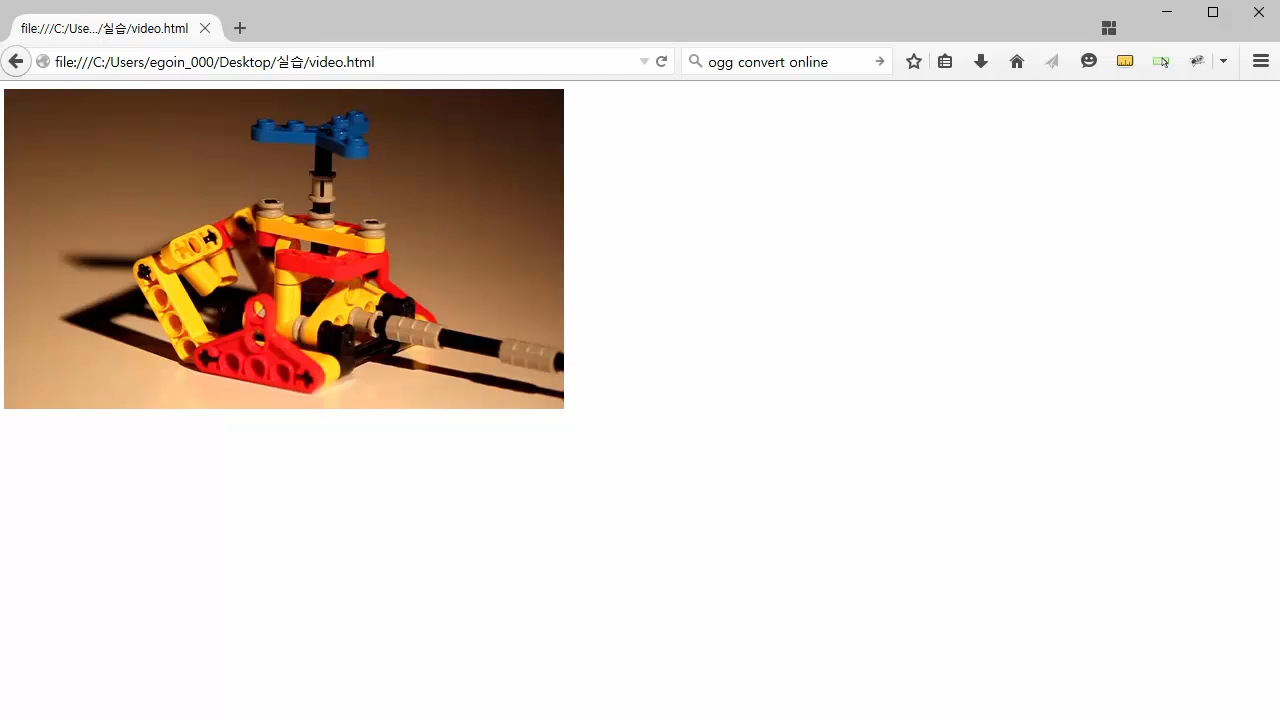 file:///C:/Use.../실습/video.html
file:///C:/Users/egoin_000/Desktop/실습/video.html
ogg convert online